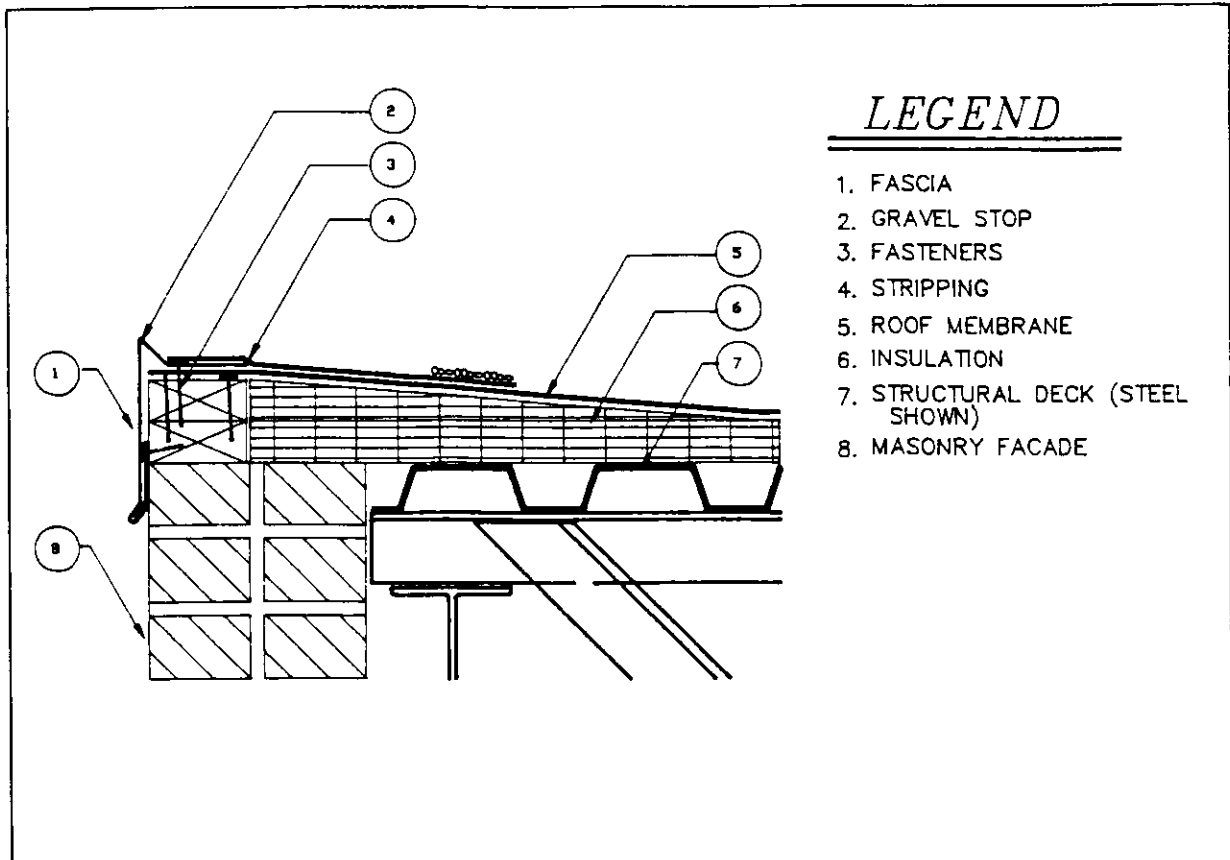 2
3
4
5
6
7
1
8
LEGEND
1. FASCIA
2. GRAVEL STOP
3. FASTENERS
4. STRIPPING
5. ROOF MEMBRANE
6. INSULATION
7. STRUCTURAL DECK (STEEL
SHOWN)
8. MASONRY FACADE